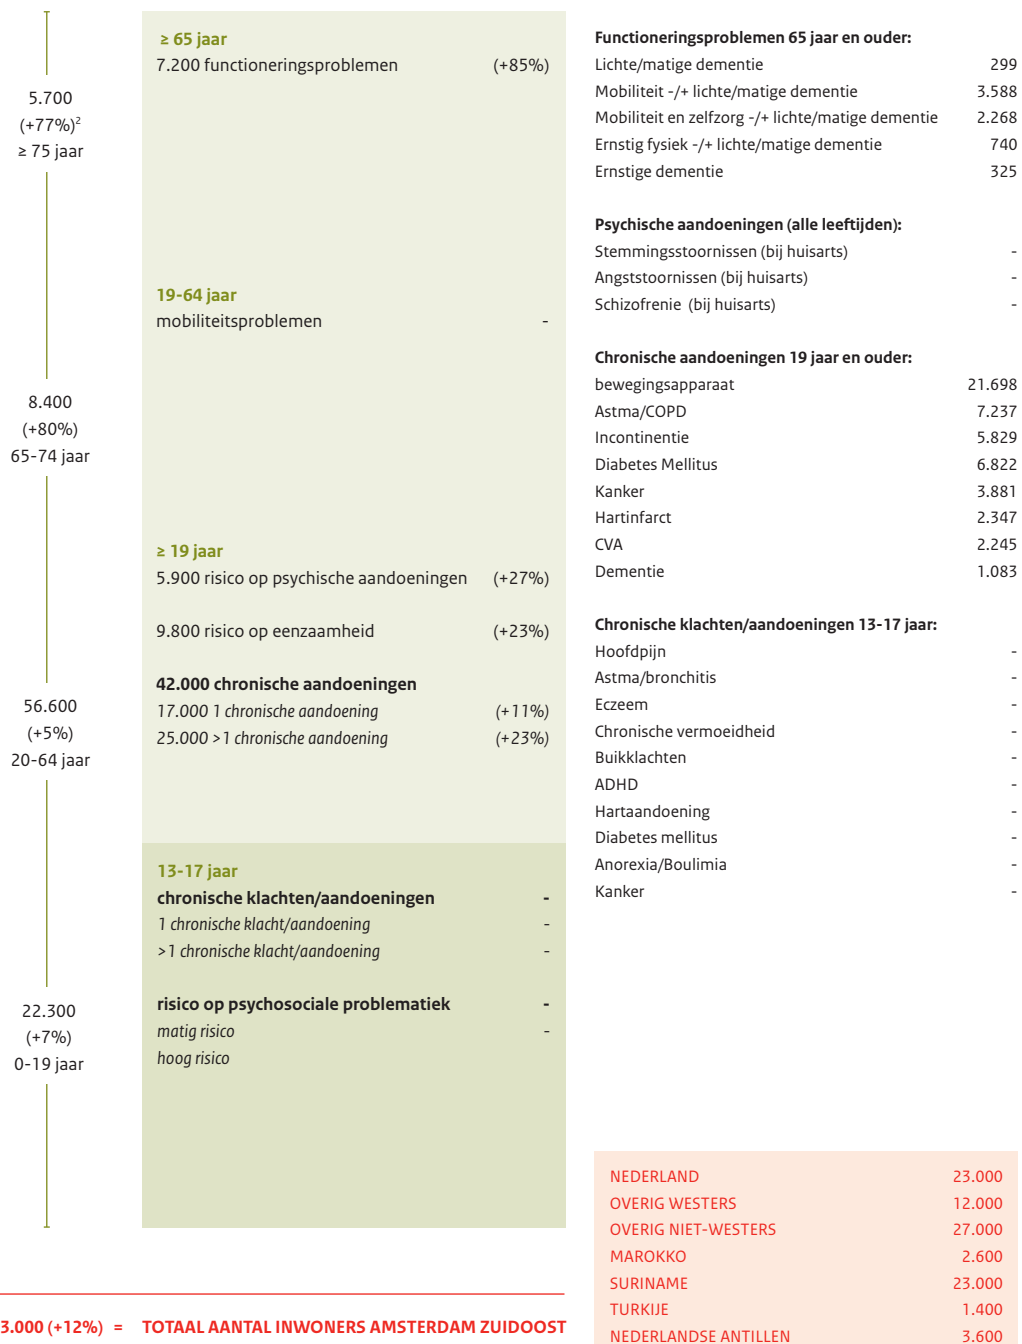 5.700
(+77%)²
≥ 75 jaar
8.400
(+80%)
65-74 jaar
56.600
(+5%)
20-64 jaar
22.300
(+7%)
0-19 jaar
≥ 65 jaar
7.200 functioneringsproblemen (+85%)
19-64 jaar
mobiliteitsproblemen -
≥ 19 jaar
5.900 risico op psychische aandoeningen (+27%)
9.800 risico op eenzaamheid (+23%)
42.000 chronische aandoeningen
17.000 1 chronische aandoening (+11%)
25.000 >1 chronische aandoening (+23%)
13-17 jaar
chronische klachten/aandoeningen -
1 chronische klacht/aandoening -
>1 chronische klacht/aandoening -
risico op psychosociale problematiek -
matig risico -
hoog risico
3.000 (+12%) = TOTAAL AANTAL INWONERS AMSTERDAM ZUIDOOST
Functioneringsproblemen 65 jaar en ouder:
Lichte/matige dementie 299
Mobiliteit -/+ lichte/matige dementie 3.588
Mobiliteit en zelfzorg -/+ lichte/matige dementie 2.268
Ernstig fysiek -/+ lichte/matige dementie 740
Ernstige dementie 325
Psychische aandoeningen (alle leeftijden):
Stemmingsstoornissen (bij huisarts) -
Angststoornissen (bij huisarts) -
Schizofrenie (bij huisarts) -
Chronische aandoeningen 19 jaar en ouder:
bewegingsapparaat 21.698
Astma/COPD 7.237
Incontinentie 5.829
Diabetes Mellitus 6.822
Kanker 3.881
Hartinfarct 2.347
CVA 2.245
Dementie 1.083
Chronische klachten/aandoeningen 13-17 jaar:
Hoofdpijn -
Astma/bronchitis -
Eczeem -
Chronische vermoeidheid -
Buikklachten -
ADHD -
Hartaandoening -
Diabetes mellitus -
Anorexia/Boulimia -
Kanker -
NEDERLAND 23.000
OVERIG WESTERS 12.000
OVERIG NIET-WESTERS 27.000
MAROKKO 2.600
SURINAME 23.000
TURKIJE 1.400
NEDERLANDSE ANTILLEN 3.600